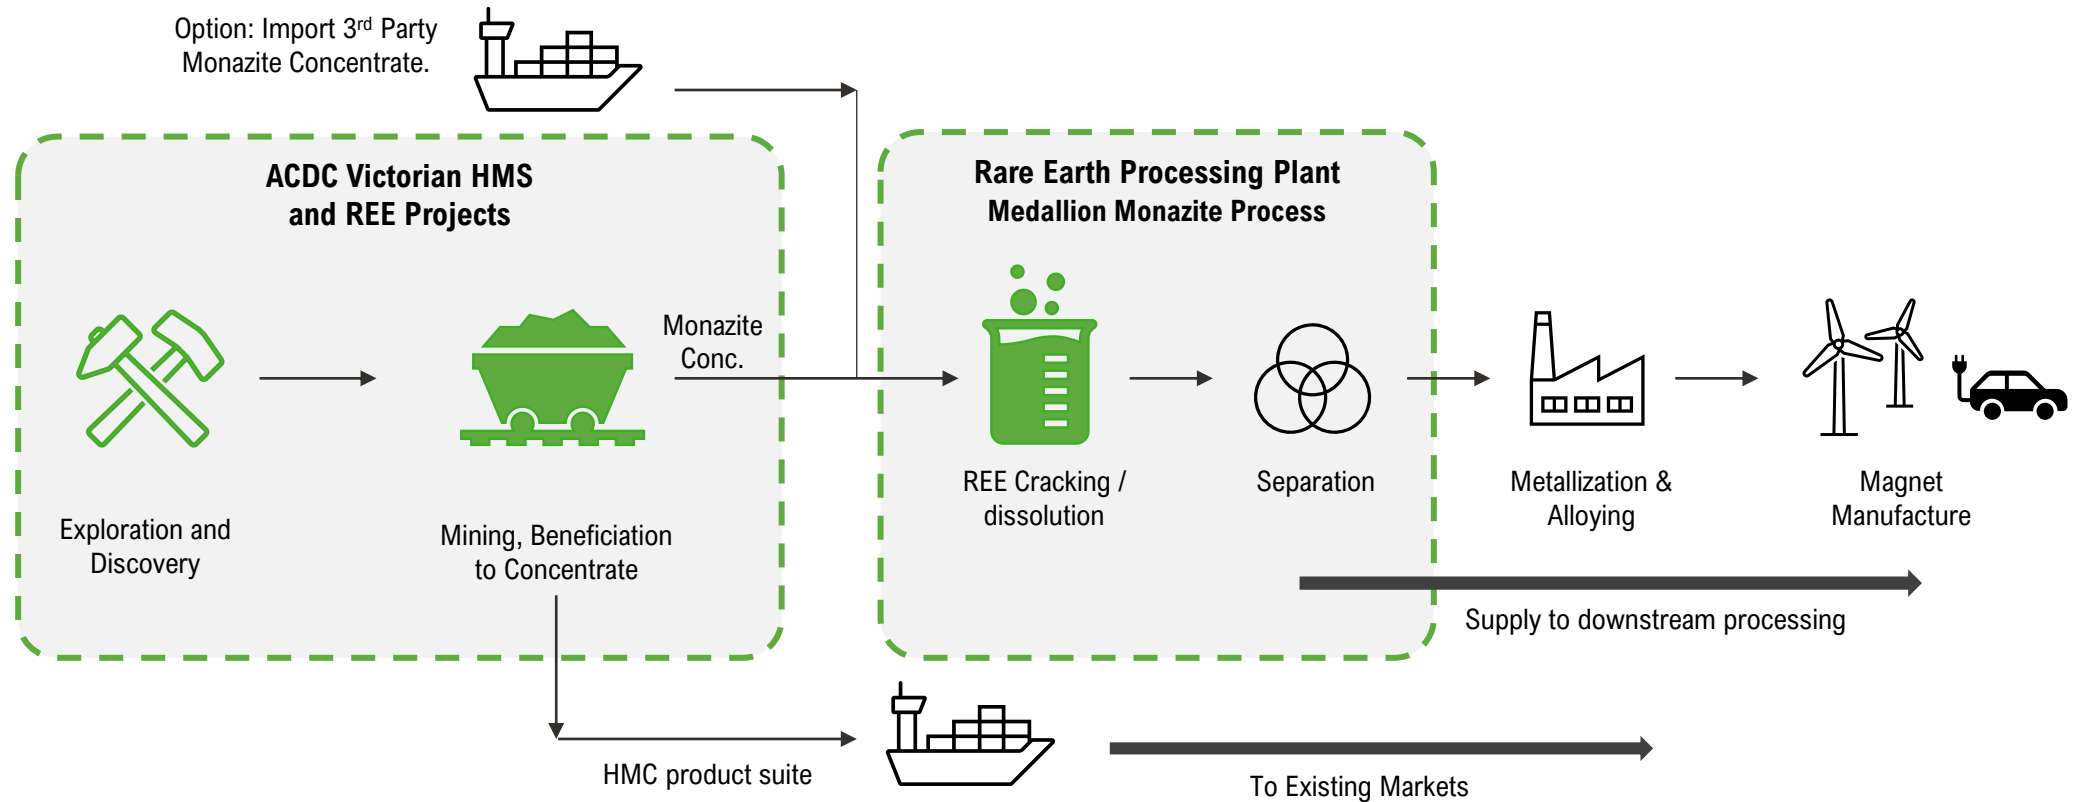 Option: Import 3rd Party
Monazite Concentrate.
ACDC Victorian HMS
and REE Projects
Rare Earth Processing Plant
Medallion Monazite Process
Monazite
Conc.
Exploration and
Discovery
Mining, Beneficiation
to Concentrate
REE Cracking /
dissolution
Separation
Metallization &
Alloying
Magnet
Manufacture
Supply to downstream processing
HMC product suite
To Existing Markets